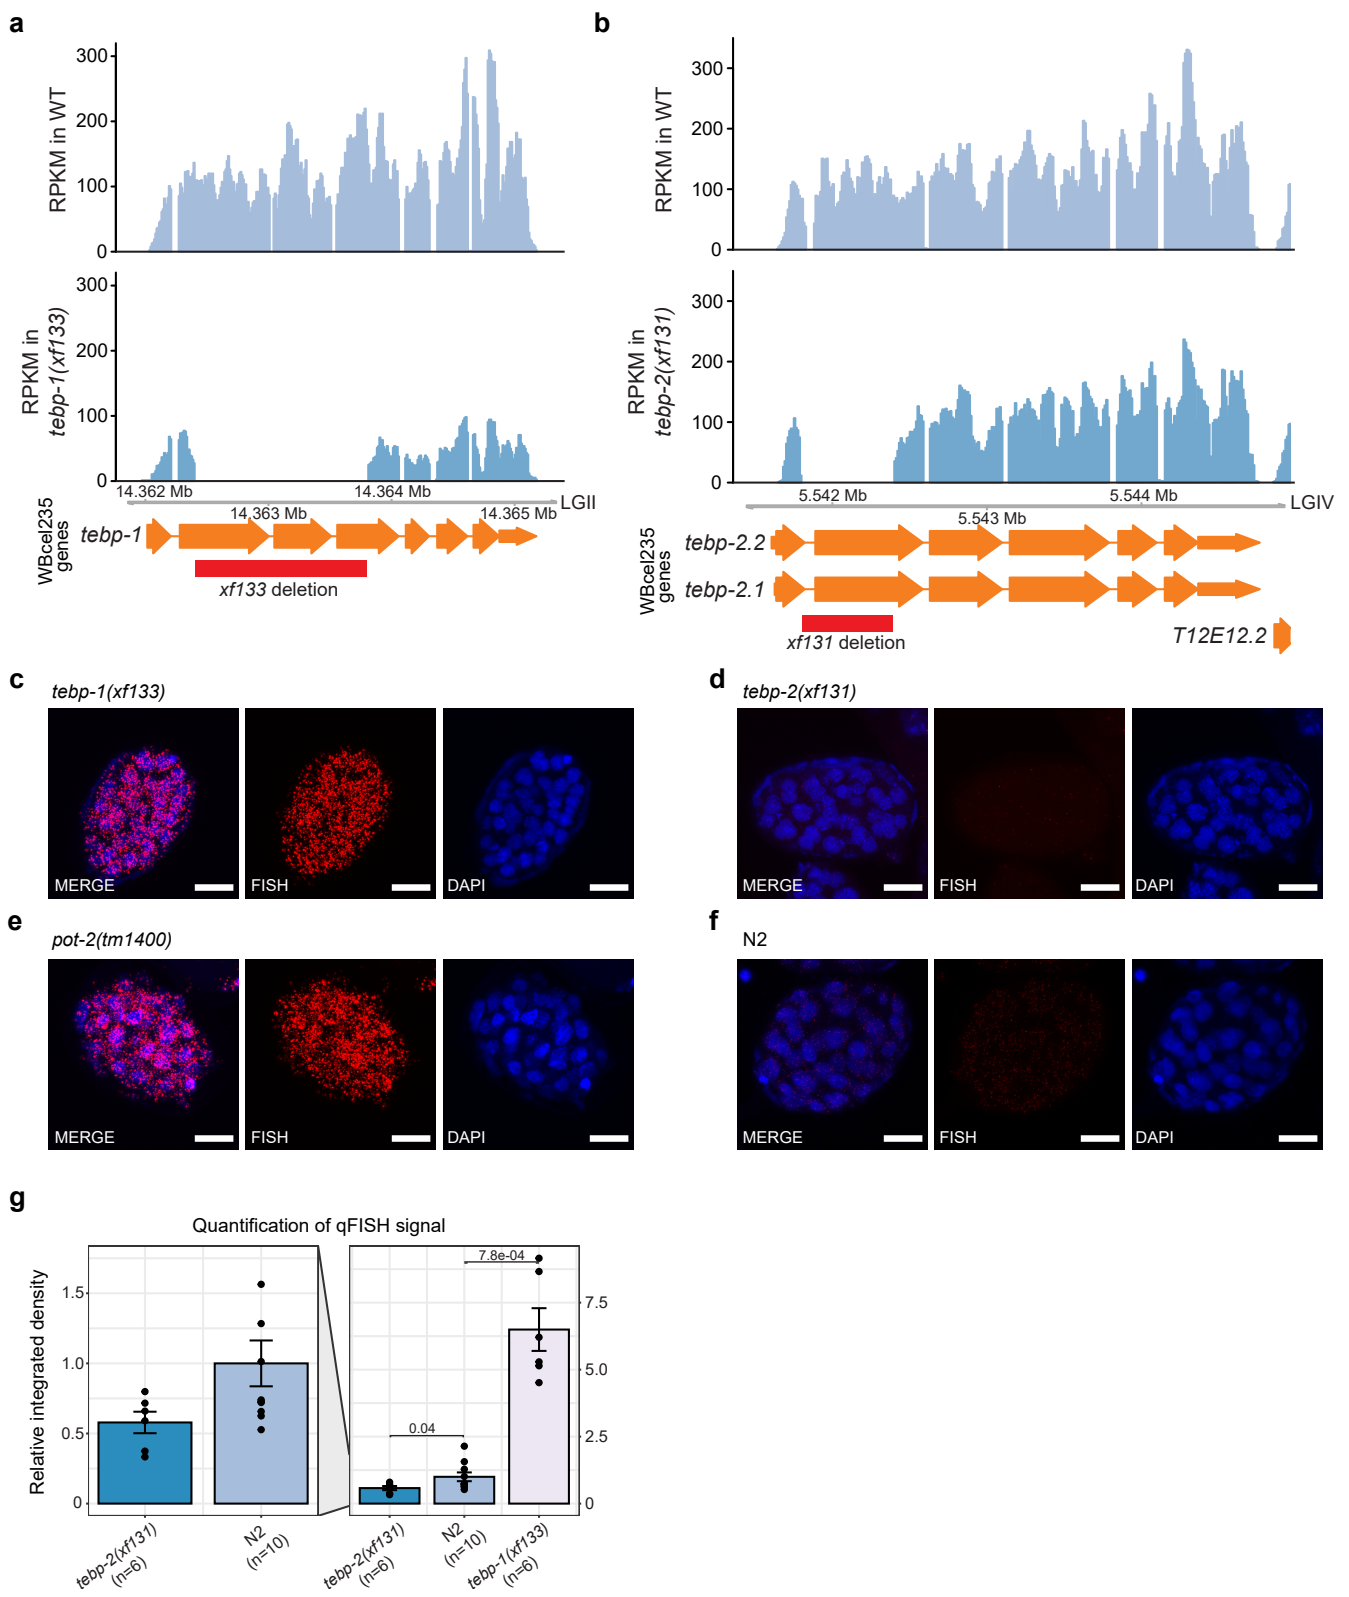 a
RPKM in WT
300
200
100
0
RPKM in
tebp-1(xf133)
300
200
100
0
14.362 Mb
14.364 Mb
LGII
14.363 Mb
14.365 Mb
WBcel235
genes
tebp-1
xf133 deletion
b
RPKM in WT
300
200
100
0
RPKM in
tebp-2(xf131)
300
200
100
0
5.542 Mb
5.544 Mb
LGIV
5.543 Mb
WBcel235
genes
tebp-2.2
tebp-2.1
xf131 deletion
T12E12.2
c
tebp-1(xf133)
MERGE
FISH
DAPI
d
tebp-2(xf131)
MERGE
FISH
DAPI
e
pot-2(tm1400)
MERGE
FISH
DAPI
f
N2
MERGE
FISH
DAPI
g
Quantification of qFISH signal
Relative integrated density
1.5
1.0
0.5
0
tebp-2(xf131)
(n=6)
N2
(n=10)
7.8e-04
0.04
7.5
5.0
2.5
0
tebp-2(xf131)
(n=6)
N2
(n=10)
tebp-1(xf133)
(n=6)